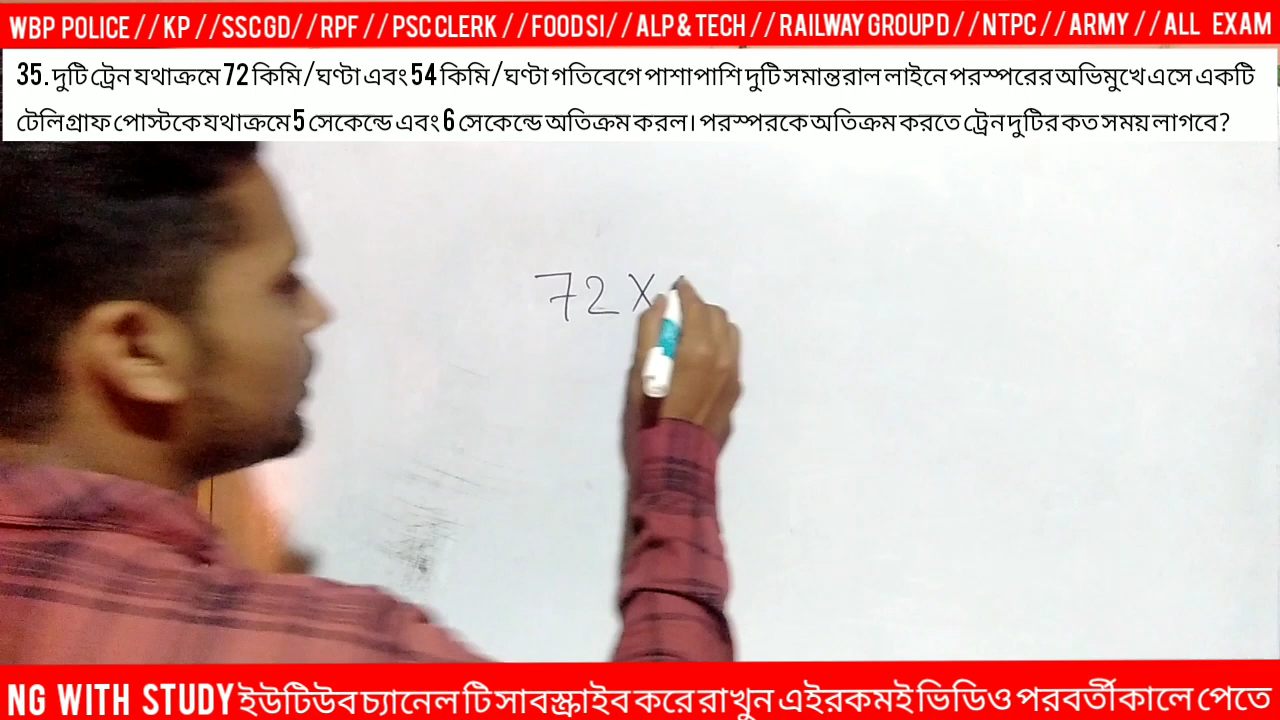 WBP POLICE // KP // SSC GD// RPF // PSC CLERK // FOOD SI// ALP & TECH // RAILWAY GROUP D // NTPC // ARMY // ALL EXAM
35. দুটি ট্রেন যথাক্রমে 72 কিমি/ঘণ্টা এবং 54 কিমি/ঘণ্টা গতিবেগে পাশাপাশি দুটি সমান্তরাল লাইনে পরস্পরের অভিমুখে এসে একটি
টেলিগ্রাফ পোস্টকে যথাক্রমে 5 সেকেন্ডে এবং 6 সেকেন্ডে অতিক্রম করল। পরস্পরকে অতিক্রম করতে ট্রেন দুটির কত সময় লাগবে?
72 X
NG WITH STUDY ইউটিউব চ্যানেল টি সাবস্ক্রাইব করে রাখুন এইরকমই ভিডিও পরবর্তীকালে পেতে